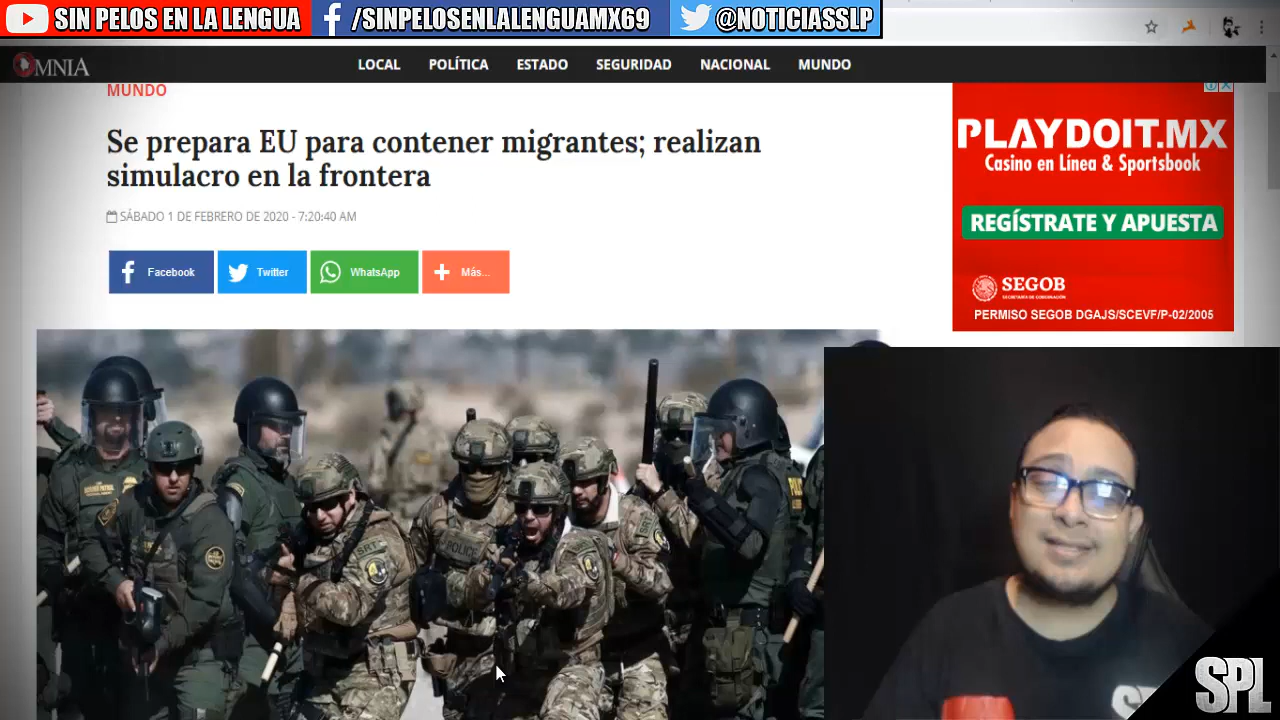 SIN PELOS EN LA LENGUA
/SINPELOSENLALENGUAMX69
@NOTICIASSLP
OMNIA
LOCAL POLÍTICA ESTADO SEGURIDAD NACIONAL MUNDO
MUNDO
Se prepara EU para contener migrantes; realizan
simulacro en la frontera
SÁBADO 1 DE FEBRERO DE 2020 - 7:20:40 AM
Facebook
Twitter
WhatsApp
Más...
PLAYDOIT.MX
Casino en Línea & Sportsbook
REGÍSTRATE Y APUESTA
SEGOB
PERMISO SEGOB DGAJS/SCEVF/P-02/2005
POLICE
SRT
SPL